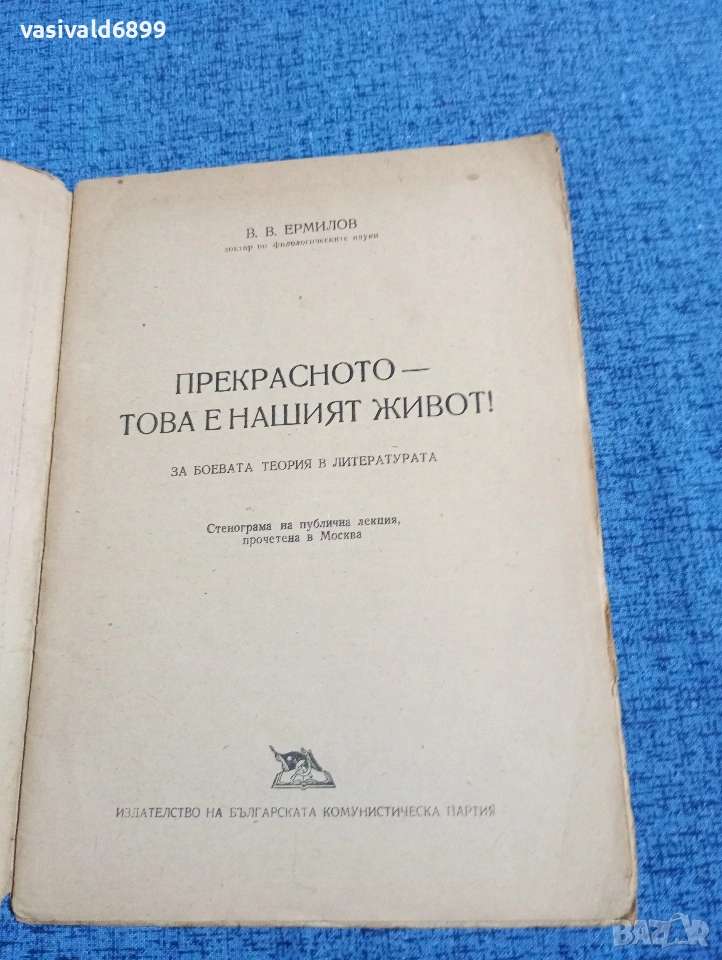 vasivald6899
В. В. ЕРМИЛОВ
доктор по филологическите науки
ПРЕКРАСНОТО —
ТОВА Е НАШИЯТ ЖИВОТ!
ЗА БОЕВАТА ТЕОРИЯ В ЛИТЕРАТУРАТА
Стенограма на публична лекция,
прочетена в Москва
ИЗДАТЕЛСТВО НА БЪЛГАРСКАТА КОМУНИСТИЧЕСКА ПАРТИЯ
BAZAR